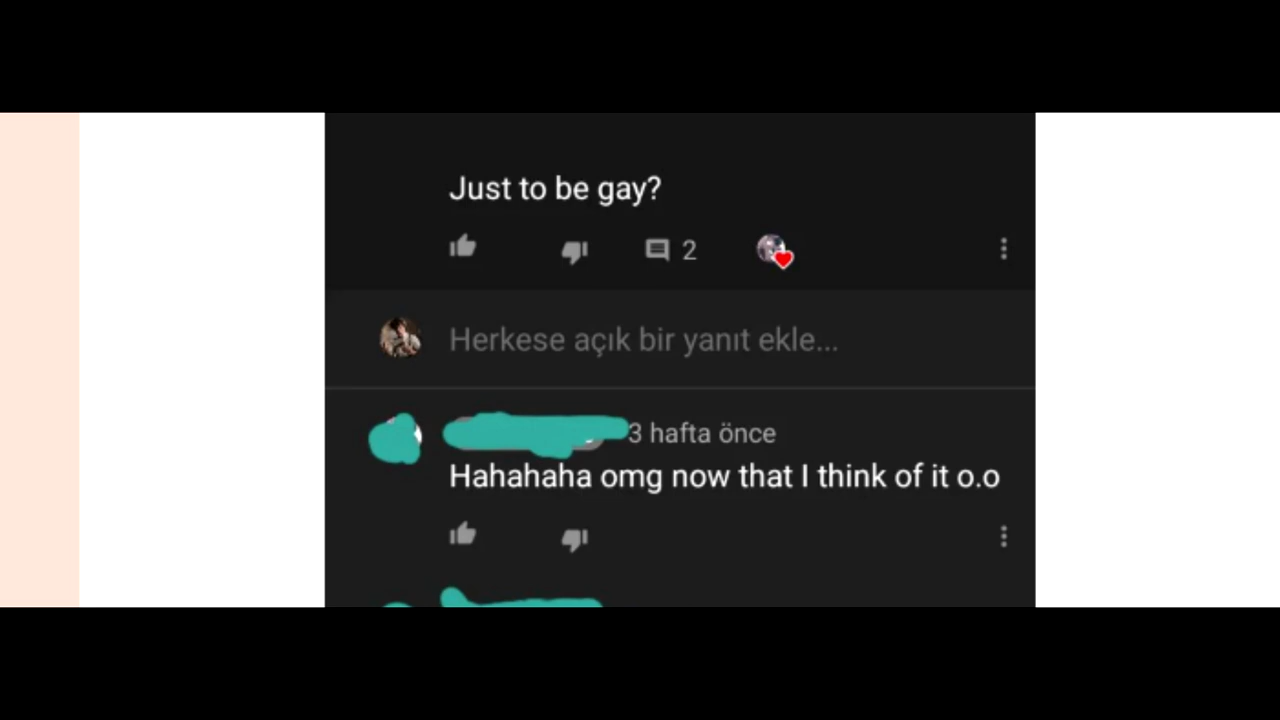 Just to be gay?
2
Herkese açık bir yanıt ekle...
3 hafta önce
Hahahaha omg now that I think of it o.o